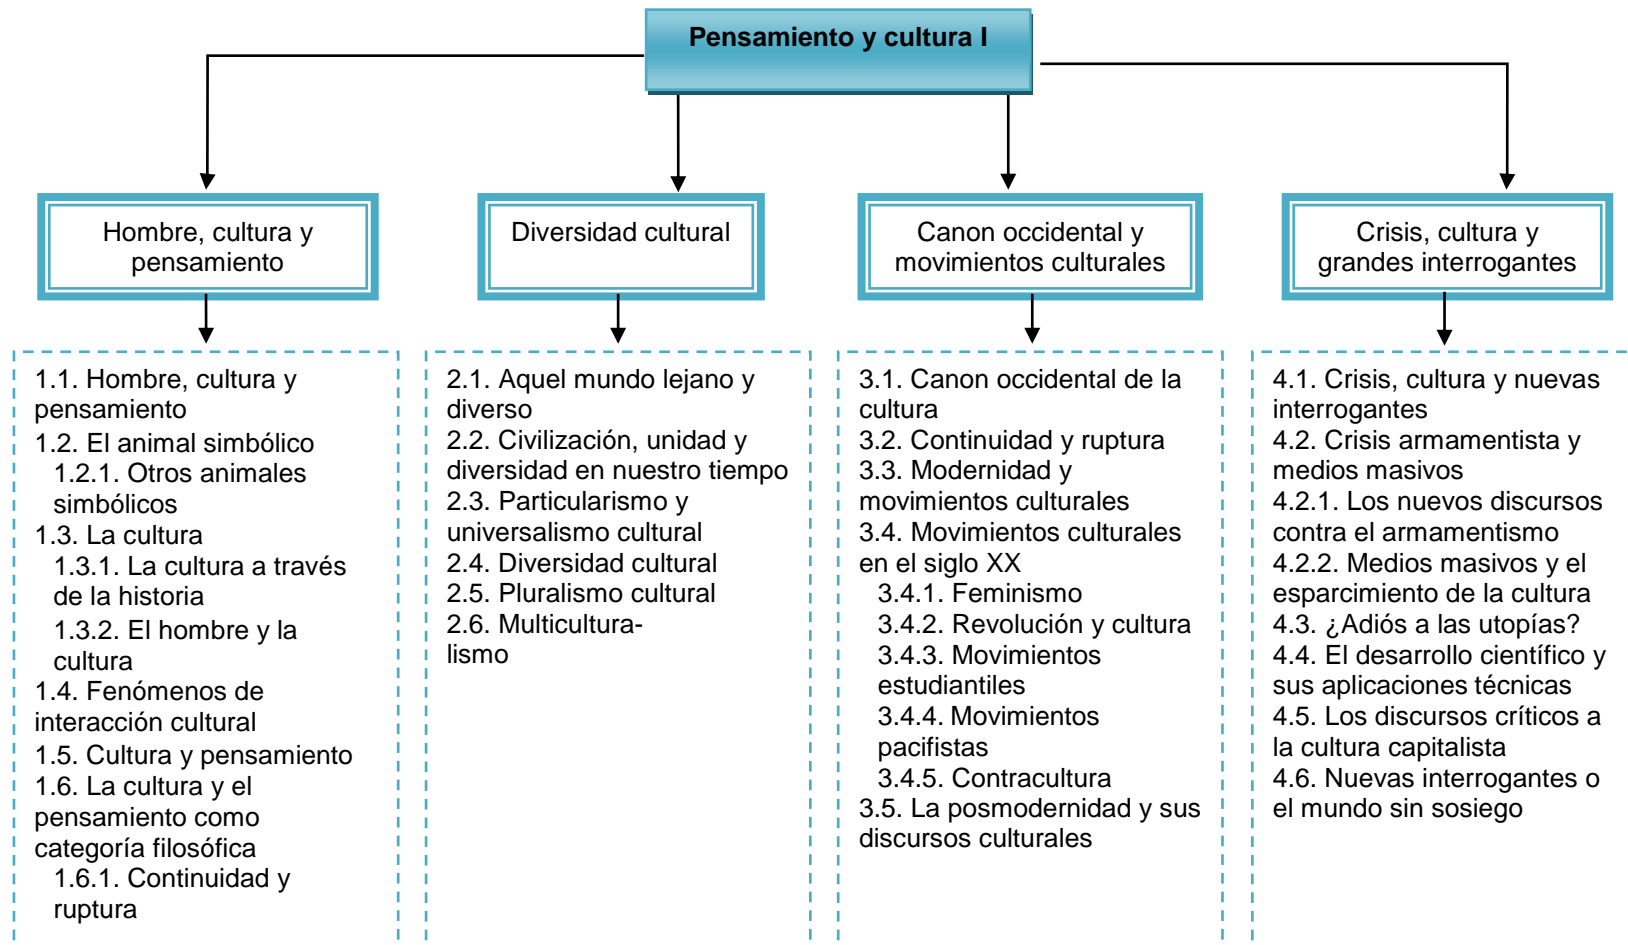 Pensamiento y cultura I
Hombre, cultura y
pensamiento
Diversidad cultural
Canon occidental y
movimientos culturales
Crisis, cultura y
grandes interrogantes
1.1. Hombre, cultura y
pensamiento
1.2. El animal simbólico
1.2.1. Otros animales
simbólicos
1.3. La cultura
1.3.1. La cultura a través
de la historia
1.3.2. El hombre y la
cultura
1.4. Fenómenos de
interacción cultural
1.5. Cultura y pensamiento
1.6. La cultura y el
pensamiento como
categoría filosófica
1.6.1. Continuidad y
ruptura
2.1. Aquel mundo lejano y
diverso
2.2. Civilización, unidad y
diversidad en nuestro tiempo
2.3. Particularismo y
universalismo cultural
2.4. Diversidad cultural
2.5. Pluralismo cultural
2.6. Multicultura-
lismo
3.1. Canon occidental de la
cultura
3.2. Continuidad y ruptura
3.3. Modernidad y
movimientos culturales
3.4. Movimientos culturales
en el siglo XX
3.4.1. Feminismo
3.4.2. Revolución y cultura
3.4.3. Movimientos
estudiantiles
3.4.4. Movimientos
pacifistas
3.4.5. Contracultura
3.5. La posmodernidad y sus
discursos culturales
4.1. Crisis, cultura y nuevas
interrogantes
4.2. Crisis armamentista y
medios masivos
4.2.1. Los nuevos discursos
contra el armamentismo
4.2.2. Medios masivos y el
esparcimiento de la cultura
4.3. ¿Adiós a las utopías?
4.4. El desarrollo científico y
sus aplicaciones técnicas
4.5. Los discursos críticos a
la cultura capitalista
4.6. Nuevas interrogantes o
el mundo sin sosiego